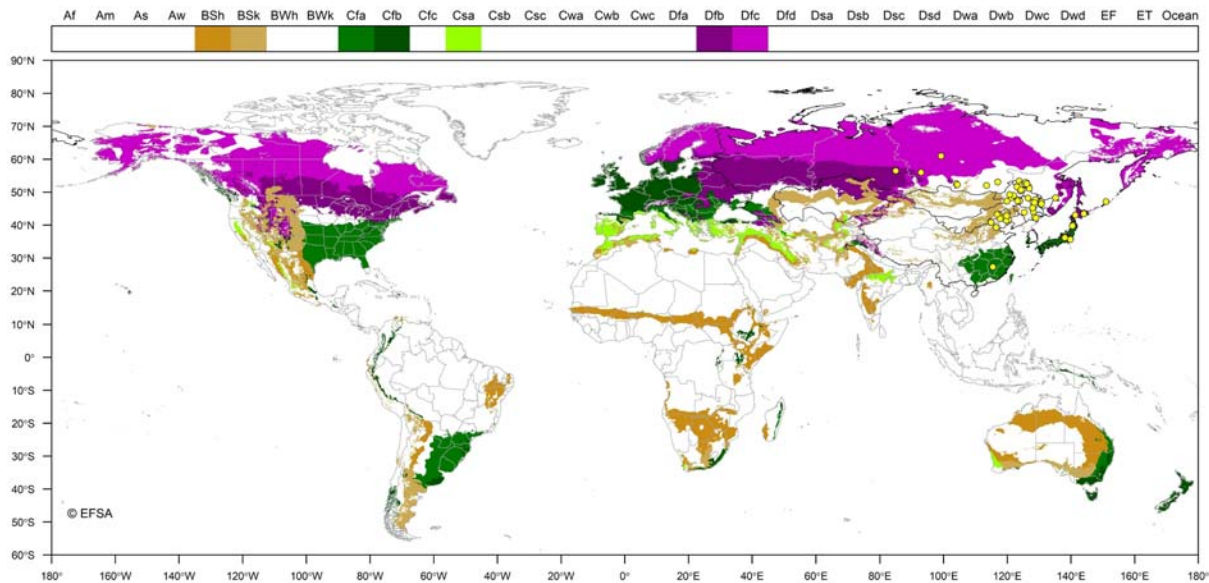 Af Am As Aw BSh BSk BWh BWk Cfa Cfb Cfc Csa Csb Csc Cwa Cwb Cwc Dfa Dfb Dfc Dfd Dsa Dsb Dsc Dsd Dwa Dwb Dwc Dwd EF ET Ocean
90°N
80°N
70°N
60°N
50°N
40°N
30°N
20°N
10°N
0°
10°S
20°S
30°S
40°S
50°S
© EFSA
60°S
180° 160°W 140°W 120°W 100°W 80°W 60°W 40°W 20°W 0° 20°E 40°E 60°E 80°E 100°E 120°E 140°E 160°E 180°